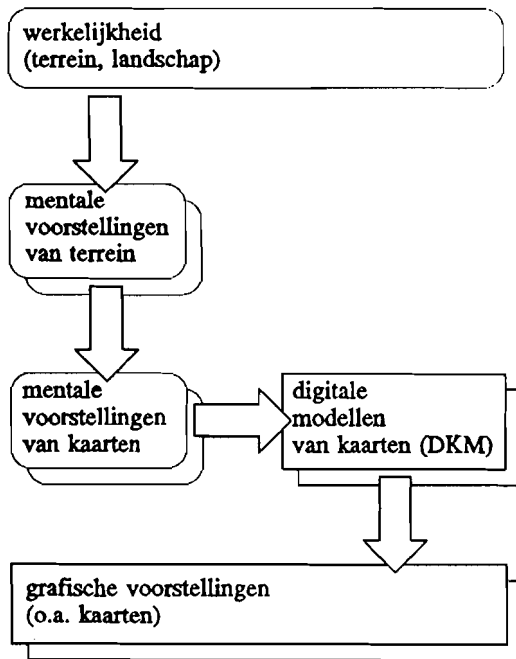 werkelijkheid
(terrein, landschap)
mentale
voorstellingen
van terrein
mentale
voorstellingen
van kaarten
digitale
modellen
van kaarten (DKM)
grafische voorstellingen
(o.a. kaarten)